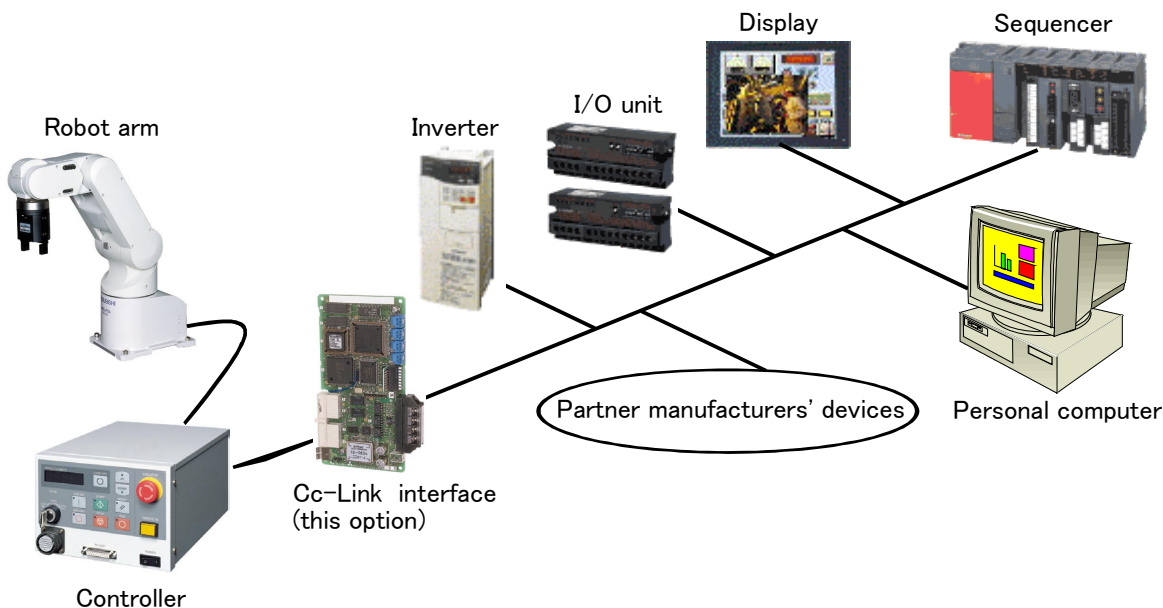 Display
Sequencer
I/O unit
Robot arm
Inverter
Partner manufacturers' devices
Personal computer
Cc-Link interface
(this option)
Controller